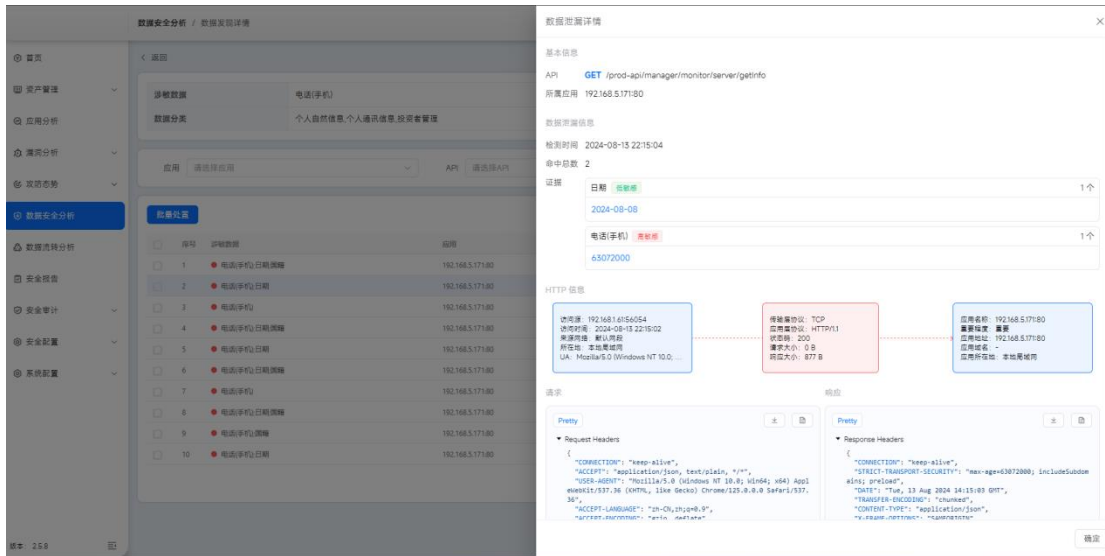 数据安全分析 / 数据发现详情
首页
资产管理
应用分析
漏洞分析
攻防态势
数据安全分析
数据流转分析
安全报告
安全审计
安全配置
系统配置
版本: 2.5.9
< 返回
涉敏数据 电话(手机)
数据分类 个人自然信息,个人通讯信息,投资者管理
应用 请选择应用 API 请选择API
批量处置
序号 涉敏数据 应用
1 电话(手机),日期,国籍 192.168.5.171:80
2 电话(手机),日期 192.168.5.171:80
3 电话(手机) 192.168.5.171:80
4 电话(手机),日期,国籍 192.168.5.171:80
5 电话(手机),日期 192.168.5.171:80
6 电话(手机),日期,国籍 192.168.5.171:80
7 电话(手机) 192.168.5.171:80
8 电话(手机),日期,国籍 192.168.5.171:80
9 电话(手机),国籍 192.168.5.171:80
10 电话(手机),日期 192.168.5.171:80
数据泄漏详情
基本信息
API GET /prod-api/manager/monitor/server/getInfo
所属应用 192.168.5.171:80
数据泄漏信息
检测时间 2024-08-13 22:15:04
命中总数 2
证据
日期 低敏感 1个
2024-08-08
电话(手机) 高敏感 1个
63072000
HTTP 信息
访问源: 192.168.1.61:56054
访问时间: 2024-08-13 22:15:02
来源网络: 默认网段
所在地: 本地局域网
UA: Mozilla/5.0 (Windows NT 10.0; ...
传输层协议: TCP
应用层协议: HTTP/1.1
状态码: 200
请求大小: 0 B
响应大小: 877 B
应用名称: 192.168.5.171:80
重要程度: 重要
应用地址: 192.168.5.171:80
应用域名: -
应用所在地: 本地局域网
请求
Pretty
Request Headers
{
"CONNECTION": "keep-alive",
"ACCEPT": "application/json, text/plain, */*",
"USER-AGENT": "Mozilla/5.0 (Windows NT 10.0; Win64; x64) Appl
eWebKit/537.36 (KHTML, like Gecko) Chrome/125.0.0.0 Safari/537.
36",
"ACCEPT-LANGUAGE": "zh-CN,zh;q=0.9",
"ACCEPT-ENCODING": "gzip, deflate"
响应
Pretty
Response Headers
{
"CONNECTION": "keep-alive",
"STRICT-TRANSPORT-SECURITY": "max-age=63072000; includeSubdom
ains; preload",
"DATE": "Tue, 13 Aug 2024 14:15:03 GMT",
"TRANSFER-ENCODING": "chunked",
"CONTENT-TYPE": "application/json",
"X-FRAME-OPTIONS": "SAMEORIGIN"
确定